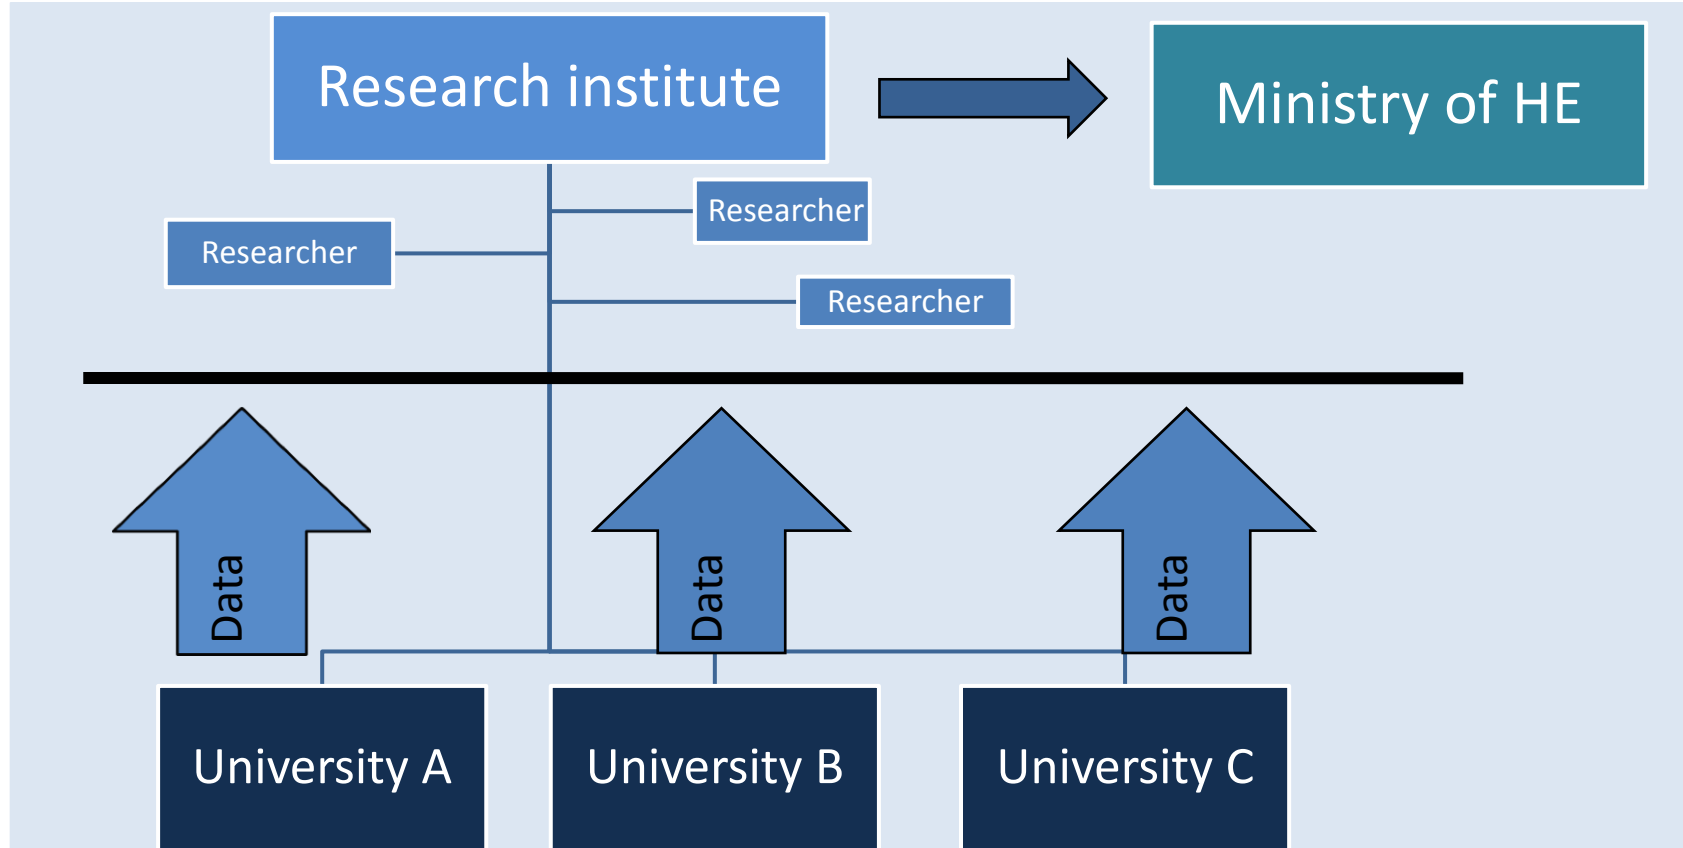 Research institute
Ministry of HE
Researcher
Researcher
Researcher
Data
Data
Data
University A
University B
University C